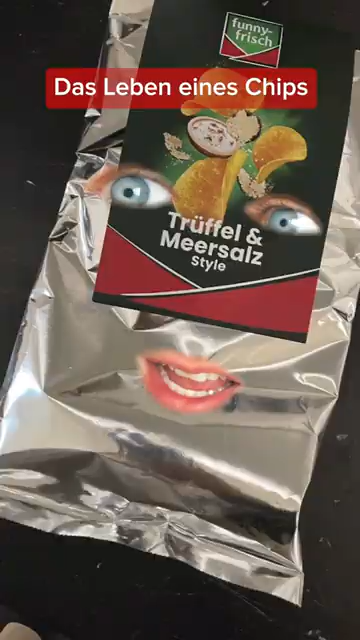 funny-
frisch
Das Leben eines Chips
Trüffel &
Meersalz
Style